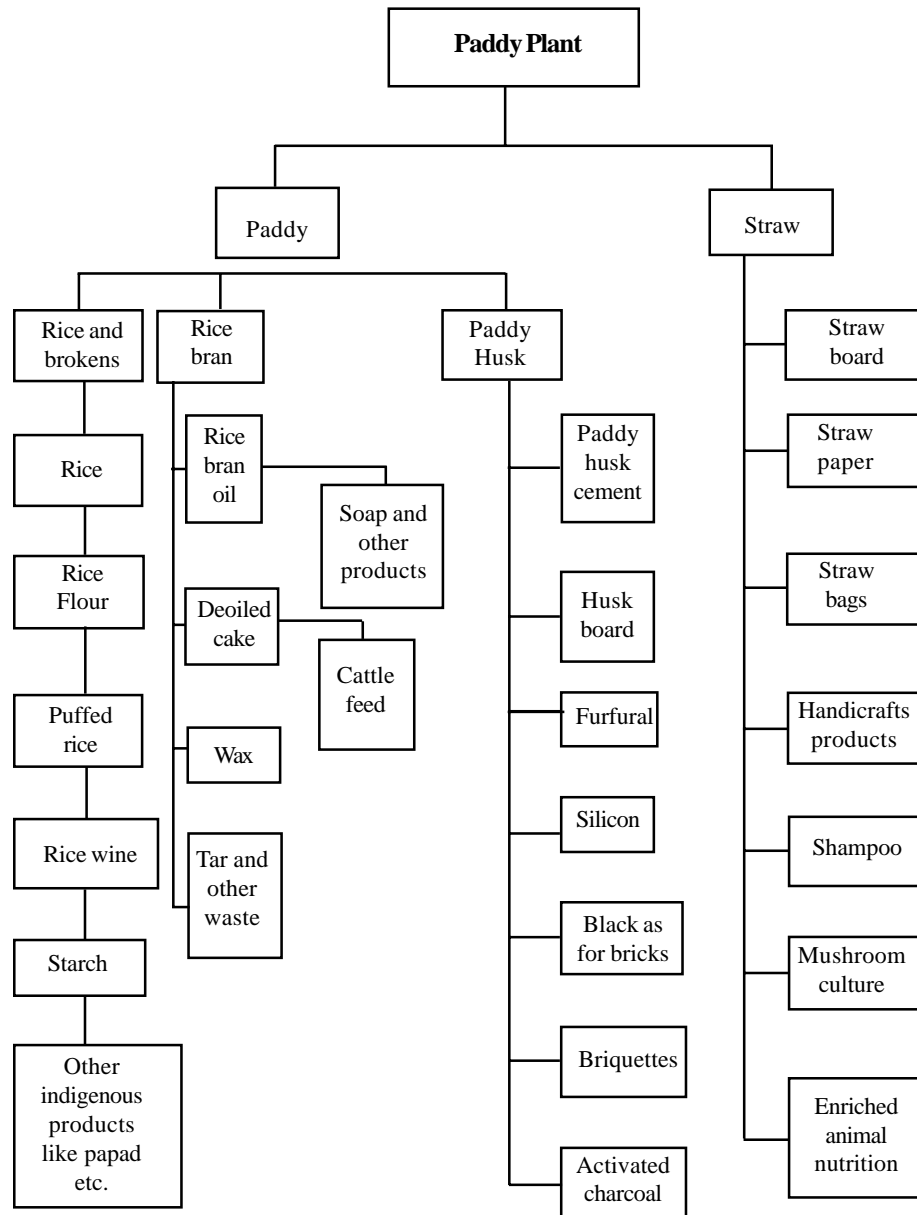 Paddy Plant
Paddy
Straw
Rice and
brokens
Rice
bran
Paddy
Husk
Straw
board
Rice
Rice
bran
oil
Soap and
other
products
Paddy
husk
cement
Straw
paper
Rice
Flour
Deoiled
cake
Cattle
feed
Husk
board
Straw
bags
Puffed
rice
Wax
Furfural
Handicrafts
products
Rice wine
Tar and
other
waste
Silicon
Shampoo
Starch
Black as
for bricks
Mushroom
culture
Other
indigenous
products
like papad
etc.
Briquettes
Enriched
animal
nutrition
Activated
charcoal